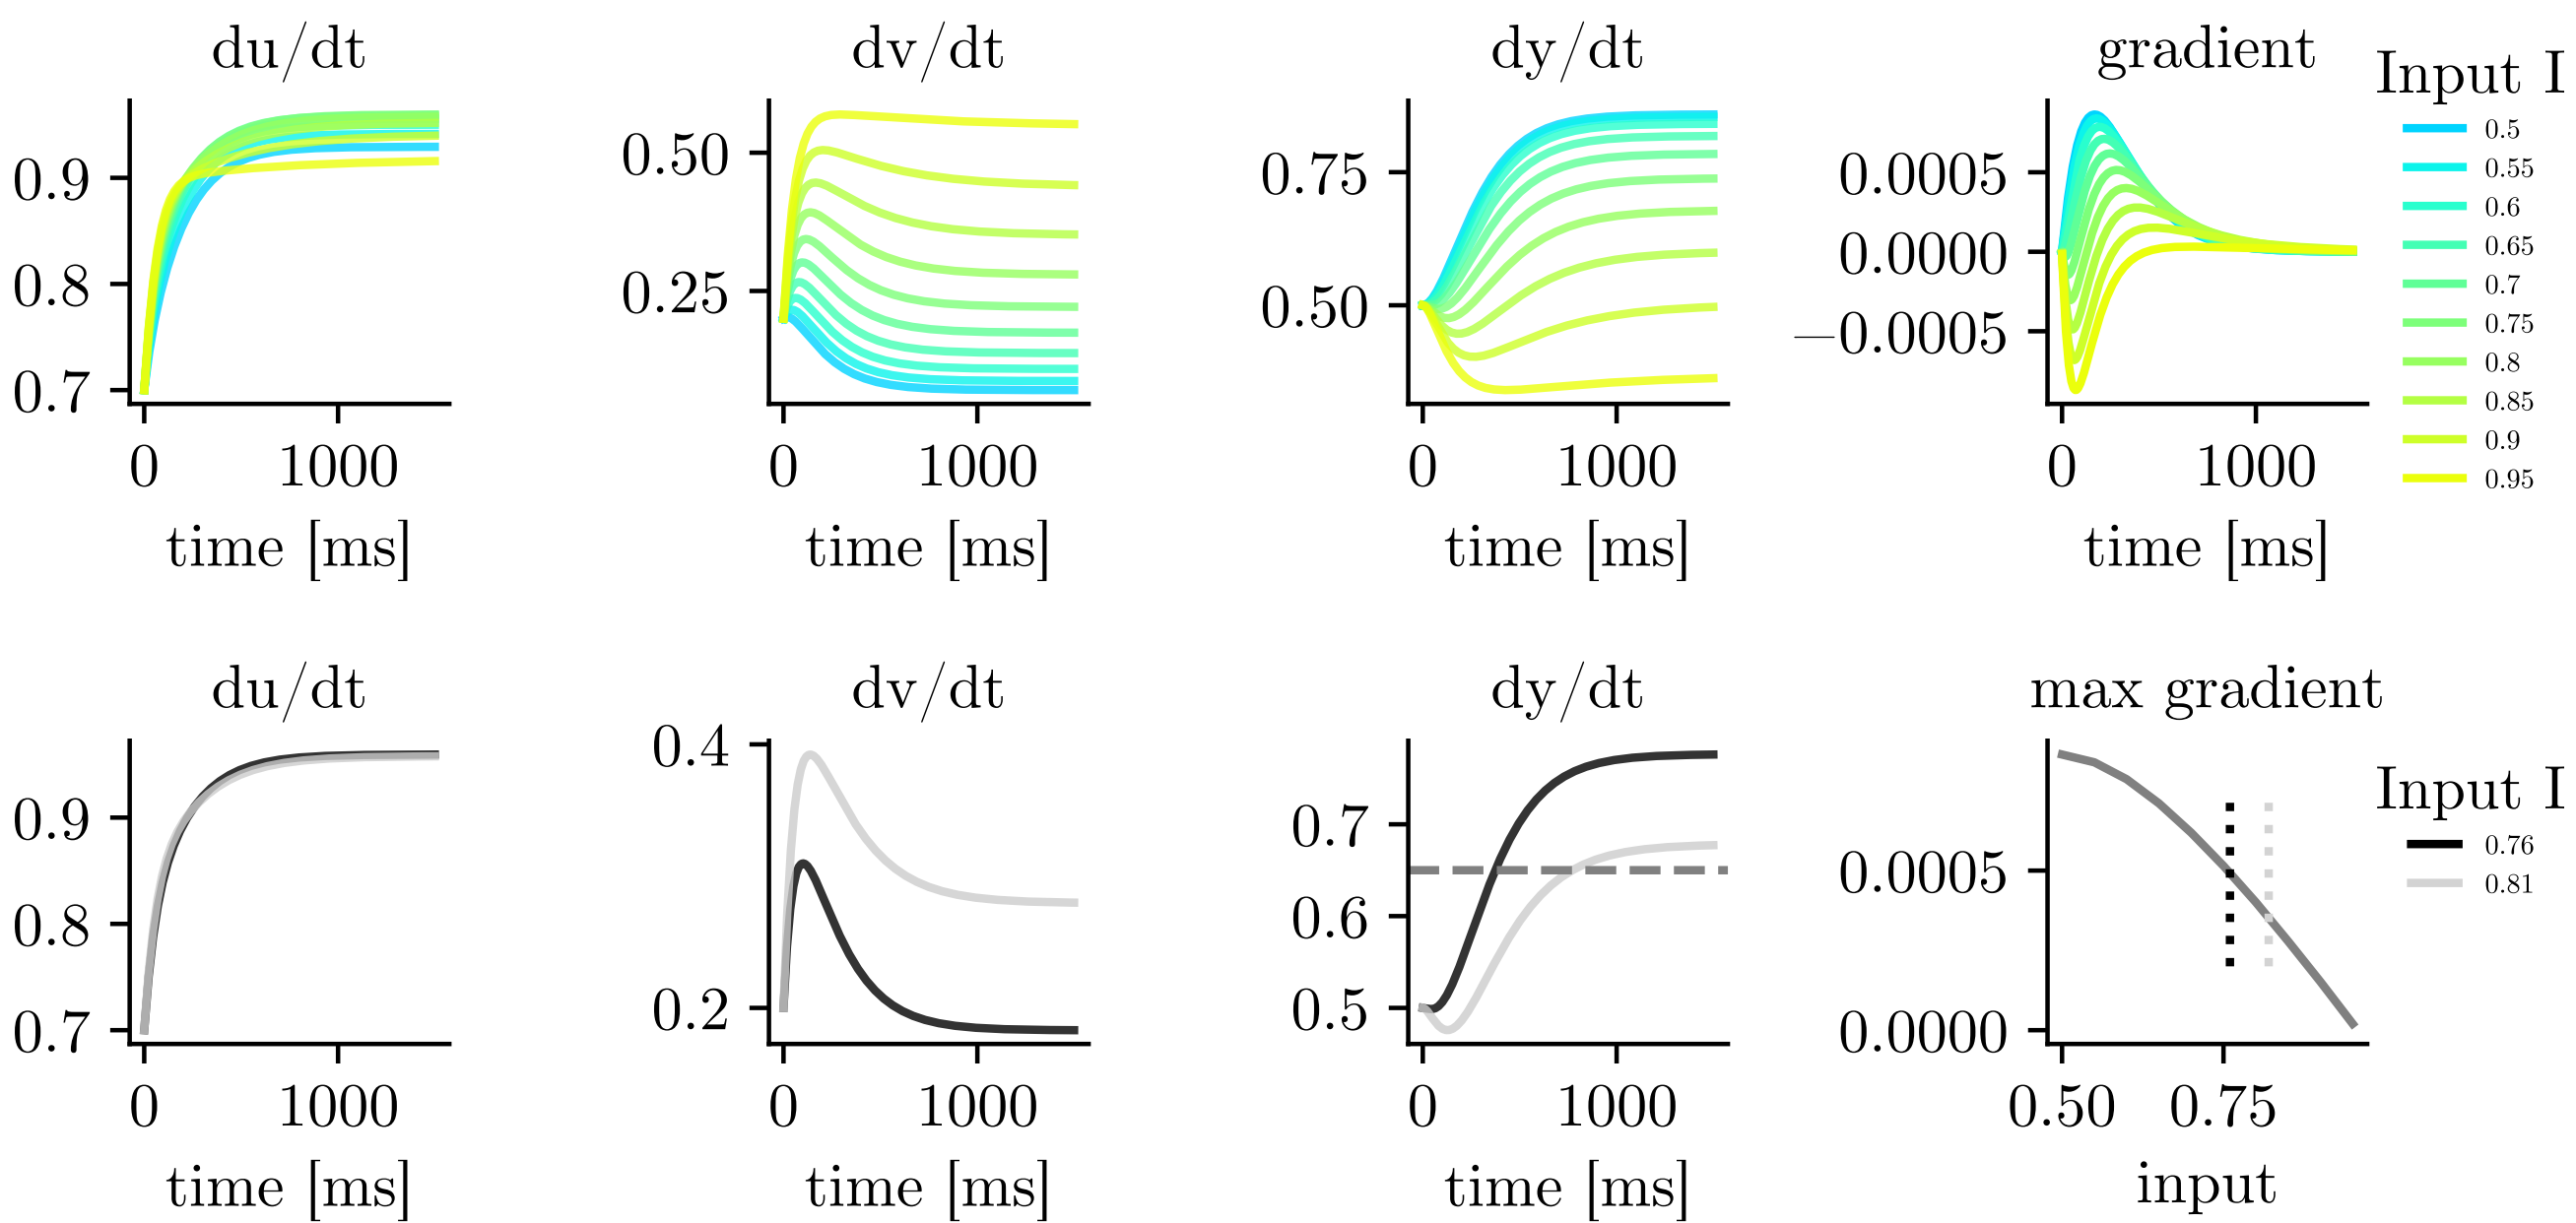 du/dt
dv/dt
dy/dt
gradient
Input I
0.9
0.8
0.7
0
1000
time [ms]
0.50
0.25
0
1000
time [ms]
0.75
0.50
0
1000
time [ms]
0.0005
0.0000
−0.0005
0
1000
time [ms]
0.5
0.55
0.6
0.65
0.7
0.75
0.8
0.85
0.9
0.95
du/dt
dv/dt
dy/dt
max gradient
Input I
0.9
0.8
0.7
0
1000
time [ms]
0.4
0.2
0
1000
time [ms]
0.7
0.6
0.5
0
1000
time [ms]
0.0005
0.0000
0.50
0.75
input
0.76
0.81